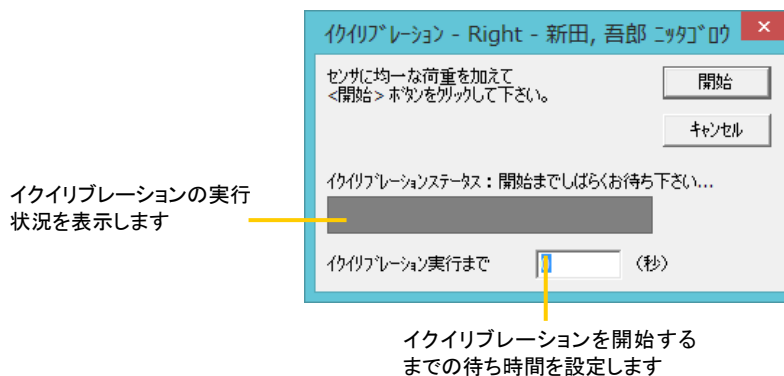 イクイリブレーション - Right - 新田, 吾郎 ニッタゴロウ
センサに均一な荷重を加えて
<開始> ボタンをクリックして下さい。
開始
キャンセル
イクイリブレーションステータス：開始までしばらくお待ち下さい...
イクイリブレーションの実行
状況を表示します
イクイリブレーション実行まで （秒）
イクイリブレーションを開始する
までの待ち時間を設定します